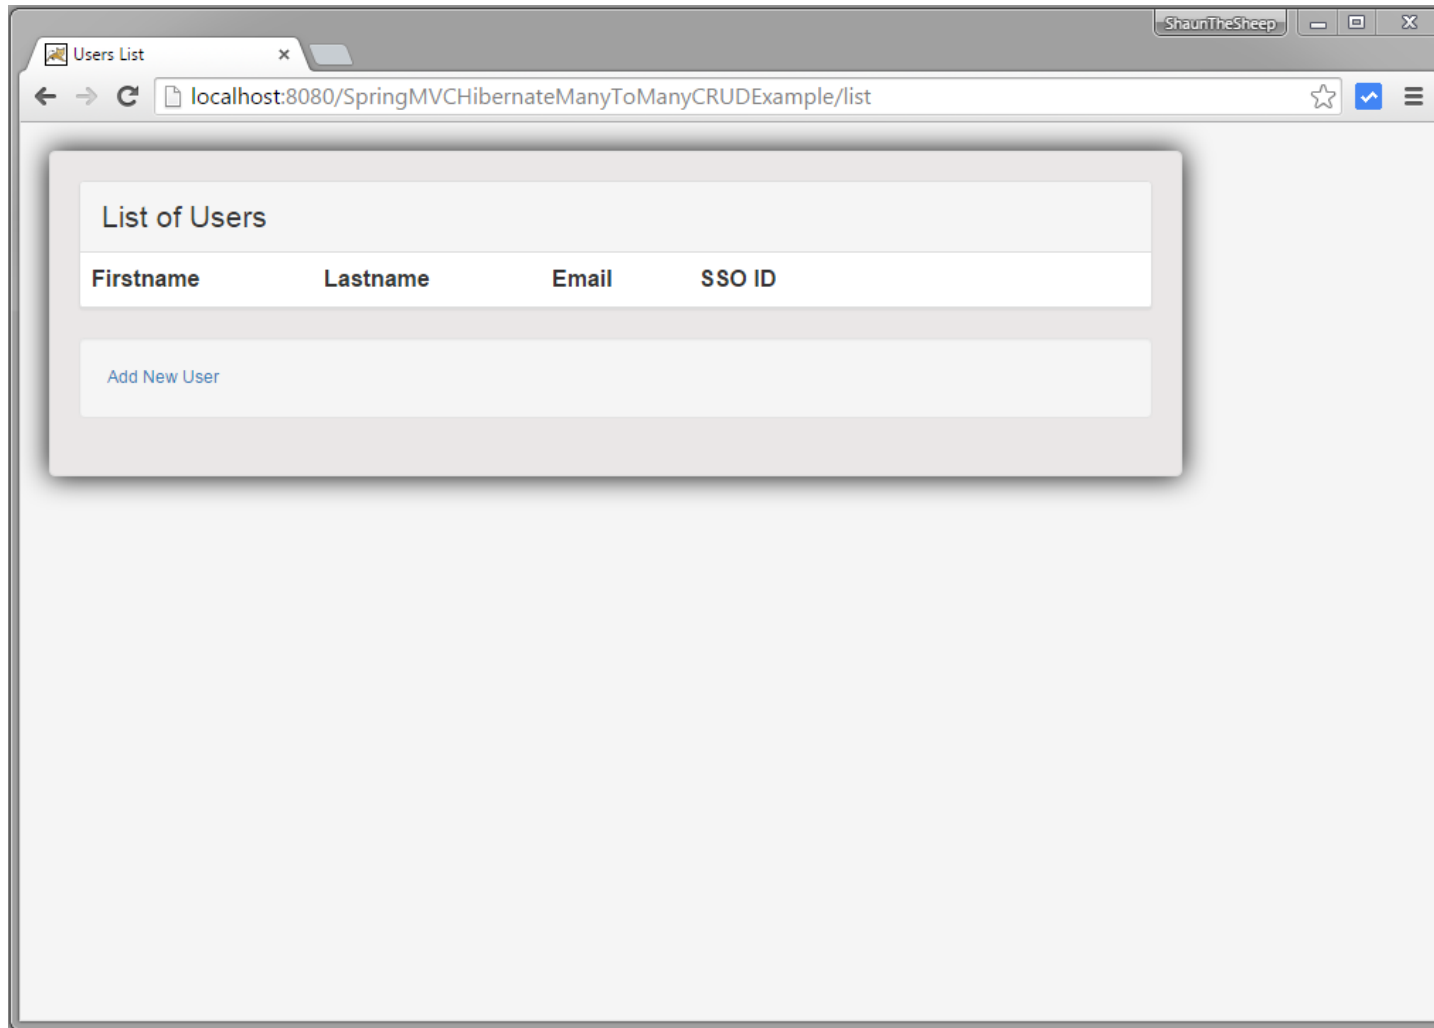 ShaunTheSheep
Users List
localhost:8080/SpringMVCHibernateManyToManyCRUDExample/list
List of Users
Firstname Lastname Email SSO ID
Add New User